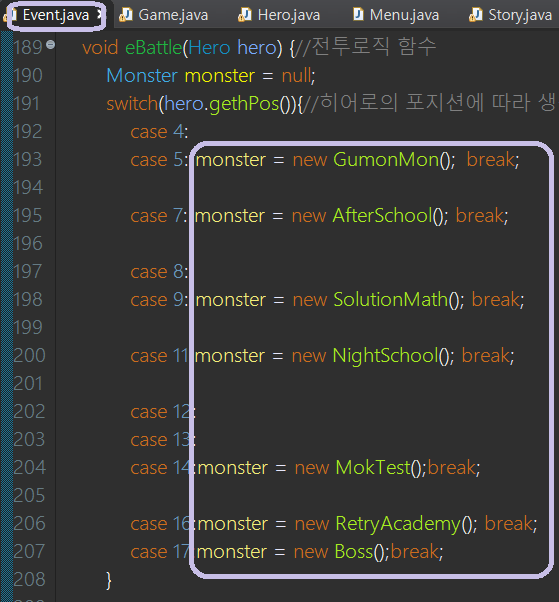 Event.java
Game.java
Hero.java
Menu.java
Story.java
189 void eBattle(Hero hero) {//전투로직 함수
190 Monster monster = null;
191 switch(hero.gethPos()){//히어로의 포지션에 따라 생
192 case 4:
193 case 5: monster = new GumonMon(); break;
194
195 case 7: monster = new AfterSchool(); break;
196
197 case 8:
198 case 9: monster = new SolutionMath(); break;
199
200 case 11 monster = new NightSchool(); break;
201
202 case 12:
203 case 13:
204 case 14:monster = new MokTest();break;
205
206 case 16:monster = new RetryAcademy(); break;
207 case 17 monster = new Boss();break;
208 }